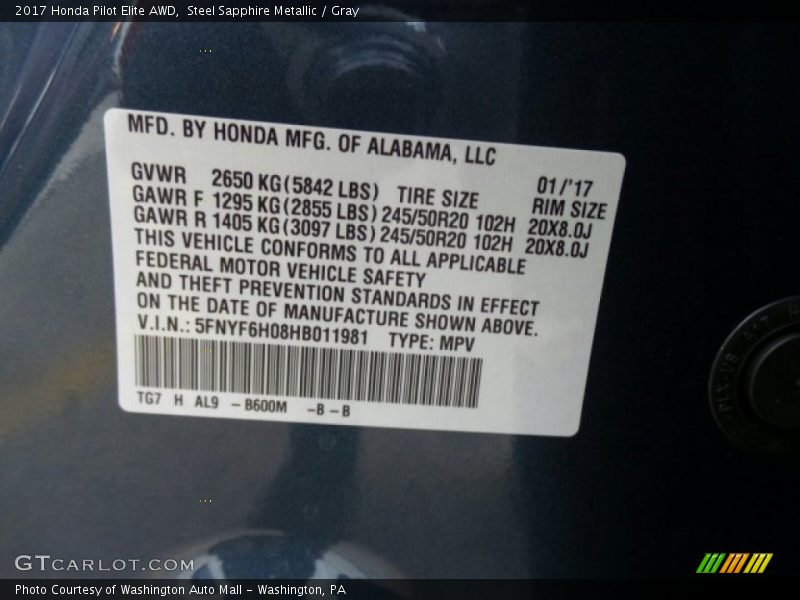 2017 Honda Pilot Elite AWD, Steel Sapphire Metallic / Gray
MFD. BY HONDA MFG. OF ALABAMA, LLC
01/'17
GVWR 2650 KG(5842 LBS) TIRE SIZE RIM SIZE
GAWR F 1295 KG(2855 LBS) 245/50R20 102H 20X8.0J
GAWR R 1405 KG(3097 LBS) 245/50R20 102H 20X8.0J
THIS VEHICLE CONFORMS TO ALL APPLICABLE
FEDERAL MOTOR VEHICLE SAFETY
AND THEFT PREVENTION STANDARDS IN EFFECT
ON THE DATE OF MANUFACTURE SHOWN ABOVE.
V.I.N.: 5FNYF6H08HB011981 TYPE: MPV
TG7 H AL9 - B600M -B - B
GTCARLOT.COM
Photo Courtesy of Washington Auto Mall - Washington, PA